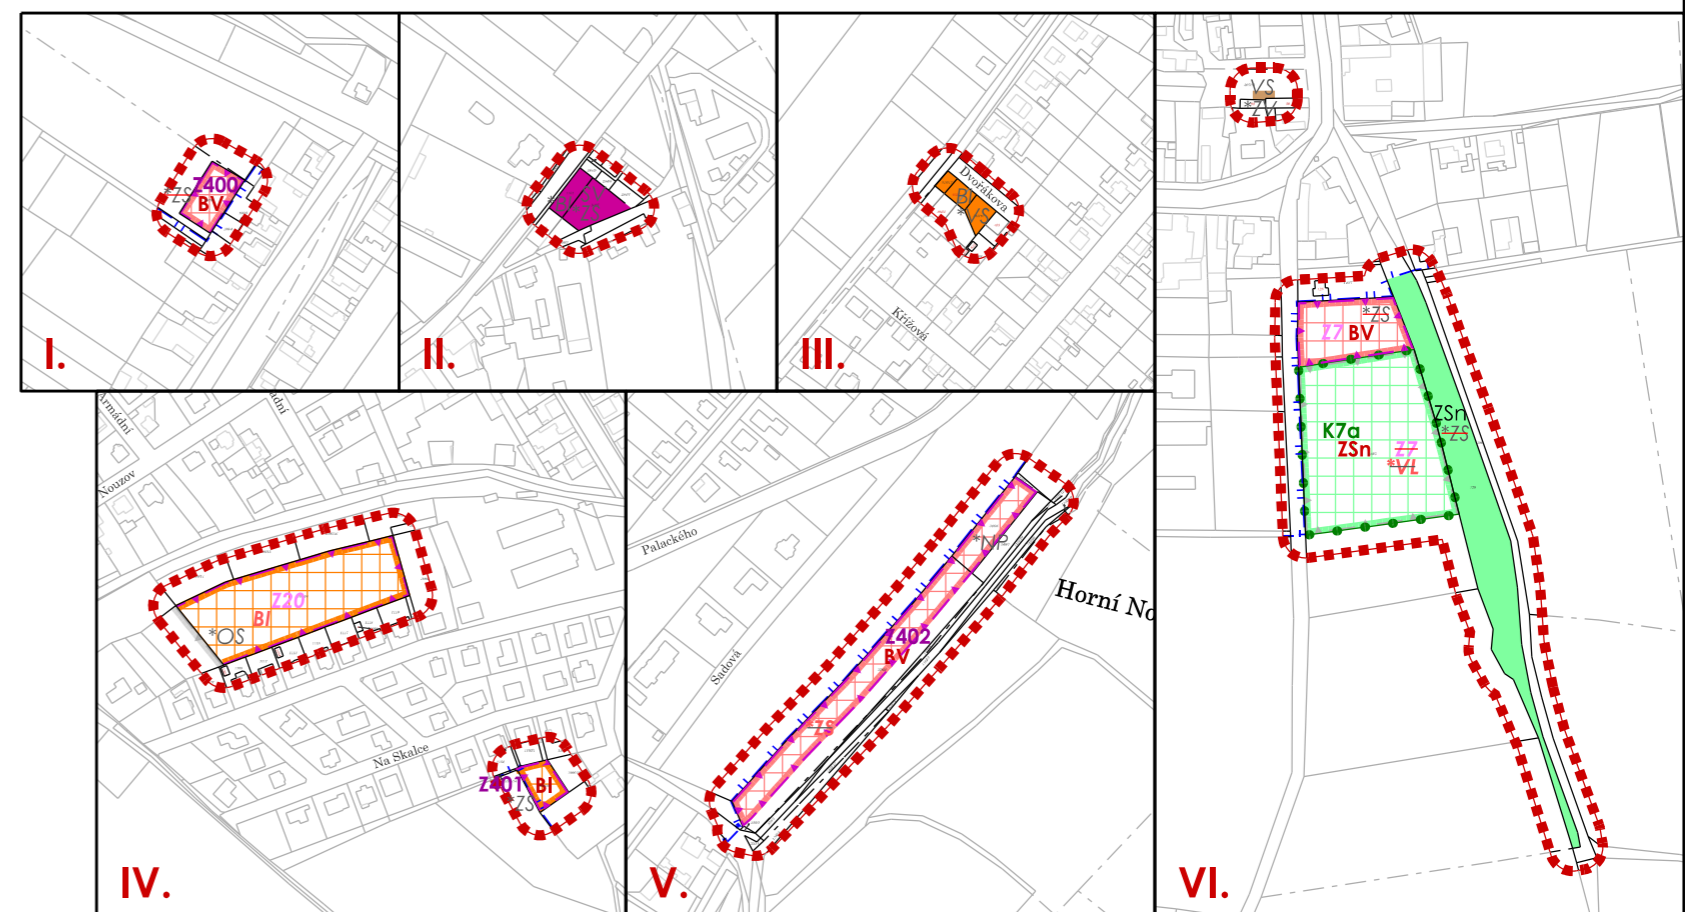 Z400
*ZS
BV
I.
II.
Dvořákova
BI
*VS
Křížová
III.
VS
*ZV
*ZS
Z7 BV
K7a
ZSn
Z7
*VL
ZSn
*ZS
VI.
Armádní
Nouzov
Z20
BI
*OS
Na Skalce
Z401
BI
*ZS
IV.
Palackého
Sadová
*NP
Horní No
Z402
BV
*ZS
V.